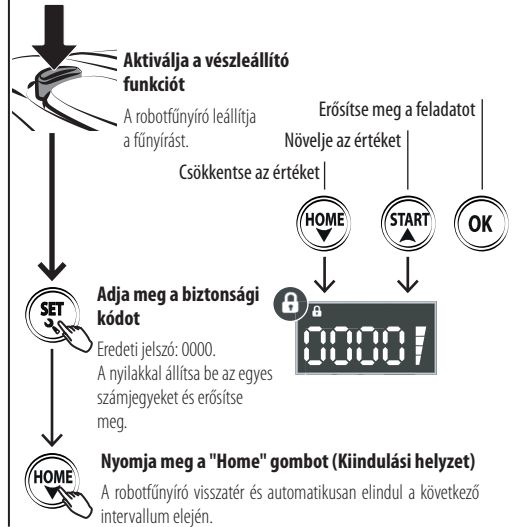 Aktiválja a vészleállító
funkciót
A robotfűnyíró leállítja
a fűnyírást.
Erősítse meg a feladatot
Növelje az értéket
Csökkentse az értéket
HOME
START
OK
SET
Adja meg a biztonsági
kódot
Eredeti jelszó: 0000.
A nyilakkal állítsa be az egyes
számjegyeket és erősítse
meg.
0000
HOME
Nyomja meg a "Home" gombot (Kiindulási helyzet)
A robotfűnyíró visszatér és automatikusan elindul a következő
intervallum elején.